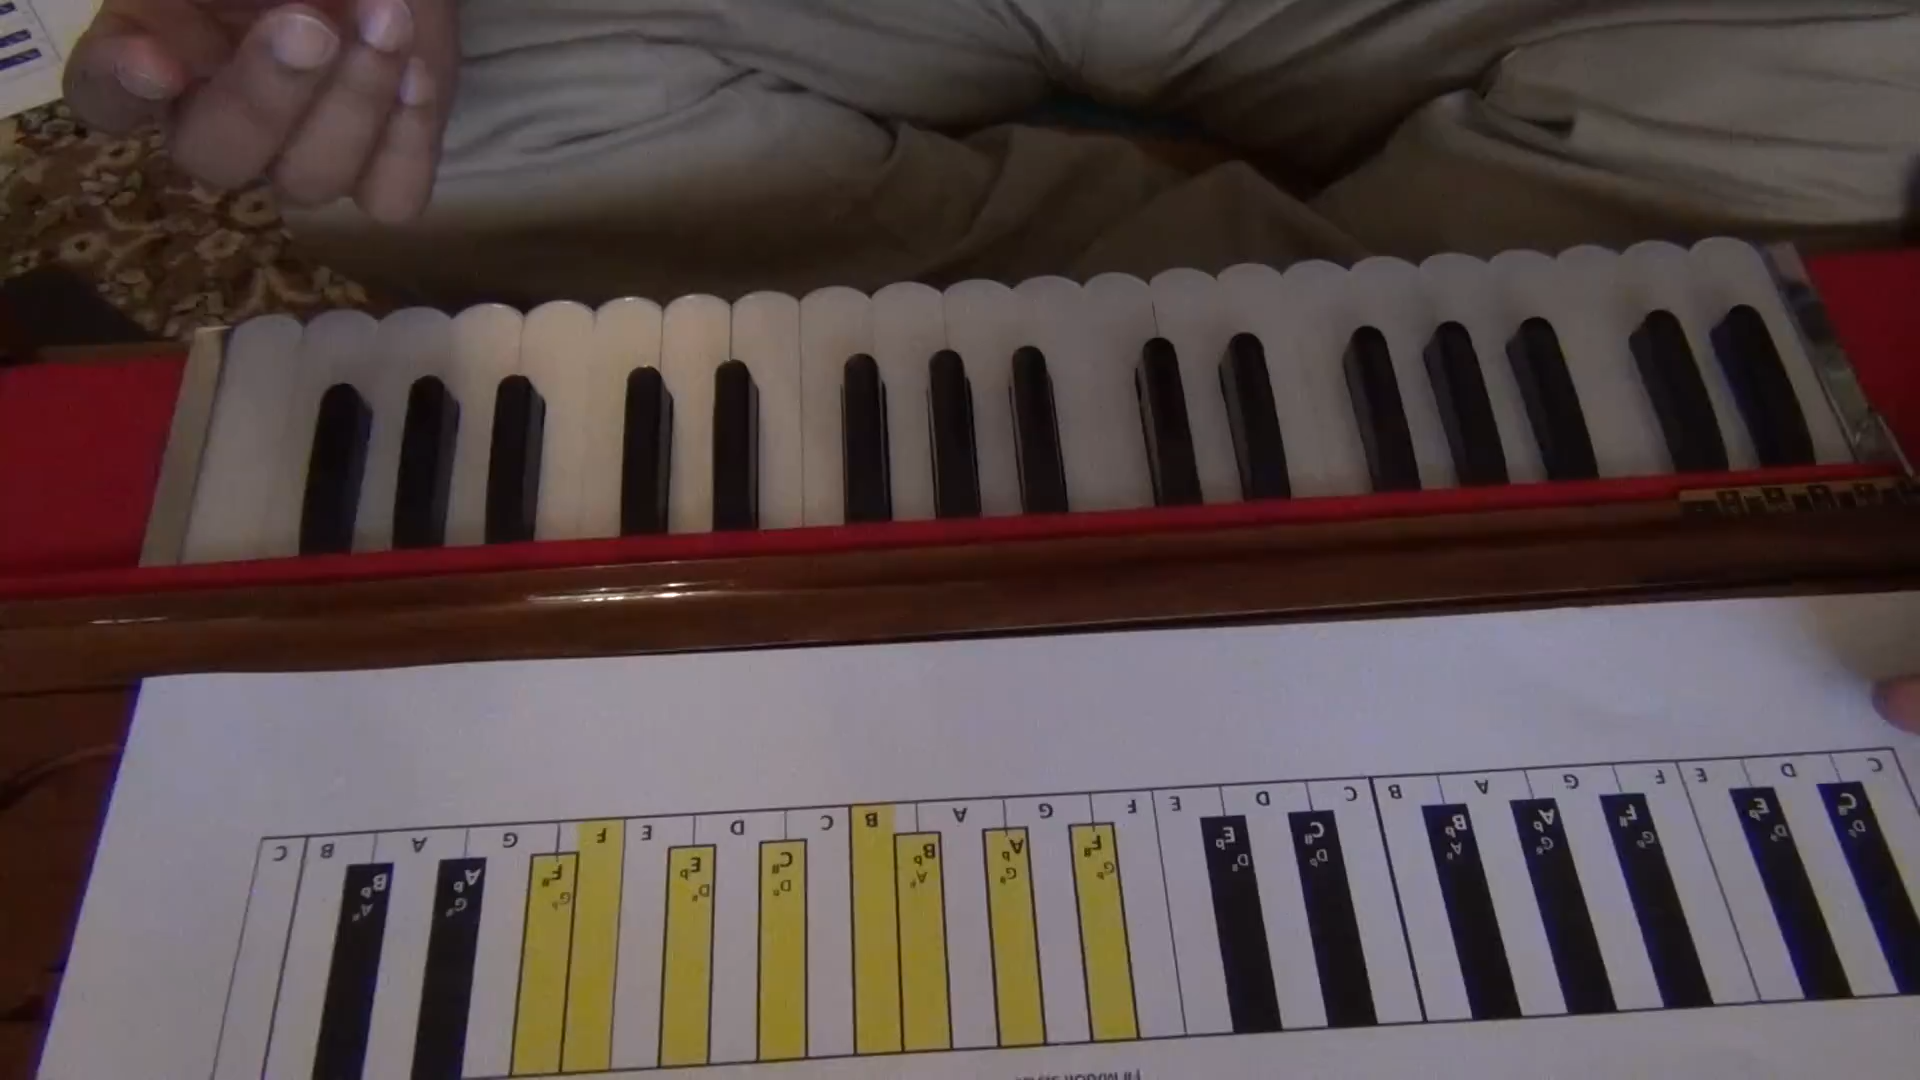 Db D# Gb G# A# Db D# Gb G# A# Db D# Gb G# A#
C# Eb F# Ab Bb C# Eb F# Ab Bb C# Eb F# Ab Bb
C D E F G A B C D E F G A B C D E F G A B C